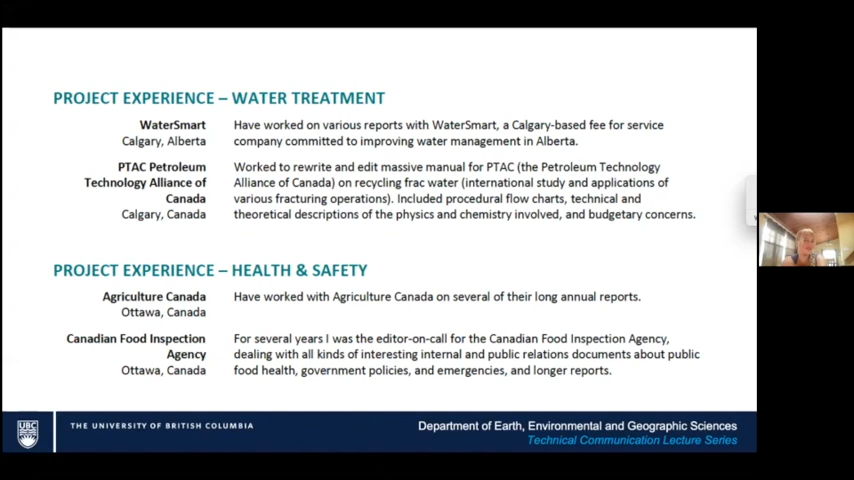 PROJECT EXPERIENCE – WATER TREATMENT
WaterSmart
Calgary, Alberta
Have worked on various reports with WaterSmart, a Calgary-based fee for service
company committed to improving water management in Alberta.
PTAC Petroleum
Technology Alliance of
Canada
Calgary, Canada
Worked to rewrite and edit massive manual for PTAC (the Petroleum Technology
Alliance of Canada) on recycling frac water (international study and applications of
various fracturing operations). Included procedural flow charts, technical and
theoretical descriptions of the physics and chemistry involved, and budgetary concerns.
PROJECT EXPERIENCE – HEALTH & SAFETY
Agriculture Canada
Ottawa, Canada
Have worked with Agriculture Canada on several of their long annual reports.
Canadian Food Inspection
Agency
Ottawa, Canada
For several years I was the editor-on-call for the Canadian Food Inspection Agency,
dealing with all kinds of interesting internal and public relations documents about public
food health, government policies, and emergencies, and longer reports.
UBC
THE UNIVERSITY OF BRITISH COLUMBIA
Department of Earth, Environmental and Geographic Sciences
Technical Communication Lecture Series